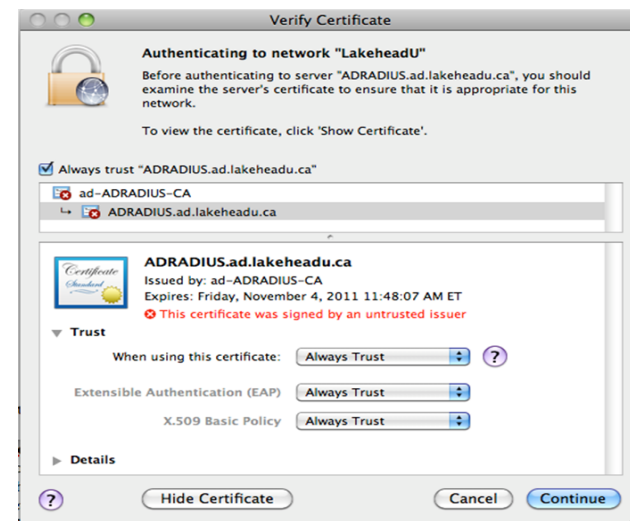 Verify Certificate
Authenticating to network "LakeheadU"
Before authenticating to server "ADRADIUS.ad.lakeheadu.ca", you should
examine the server's certificate to ensure that it is appropriate for this
network.
To view the certificate, click 'Show Certificate'.
Always trust "ADRADIUS.ad.lakeheadu.ca"
ad-ADRADIUS-CA
ADRADIUS.ad.lakeheadu.ca
Certificate
Standard
ADRADIUS.ad.lakeheadu.ca
Issued by: ad-ADRADIUS-CA
Expires: Friday, November 4, 2011 11:48:07 AM ET
This certificate was signed by an untrusted issuer
Trust
When using this certificate: Always Trust ?
Extensible Authentication (EAP) Always Trust
X.509 Basic Policy Always Trust
Details
? Hide Certificate Cancel Continue